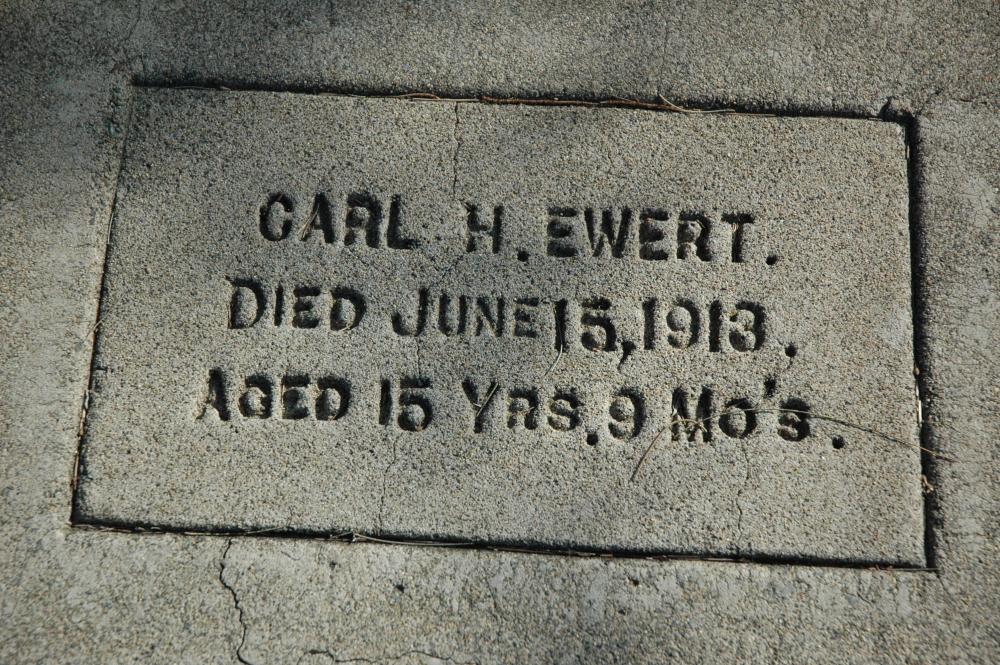 CARL H. EWERT.
DIED JUNE 15, 1913.
AGED 15 YRS. 9 MO'S.